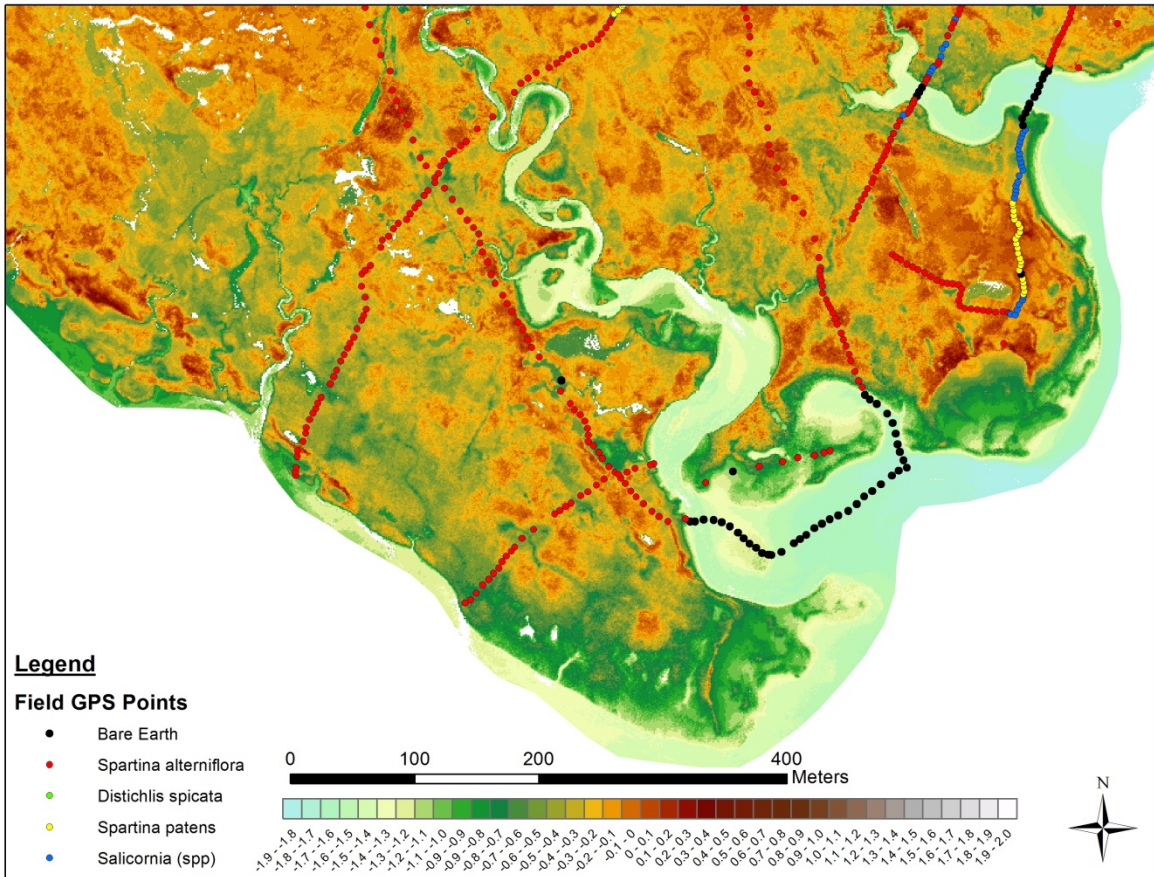 Legend
Field GPS Points
Bare Earth
Spartina alterniflora
Distichlis spicata
Spartina patens
Salicornia (spp)
0 100 200 400
Meters
N
-1.9 - -1.8
-1.8 - -1.7
-1.7 - -1.6
-1.6 - -1.5
-1.5 - -1.4
-1.4 - -1.3
-1.3 - -1.2
-1.2 - -1.1
-1.1 - -1.0
-1.0 - -0.9
-0.9 - -0.8
-0.8 - -0.7
-0.7 - -0.6
-0.6 - -0.5
-0.5 - -0.4
-0.4 - -0.3
-0.3 - -0.2
-0.2 - -0.1
-0.1 - 0
0 - 0.1
0.1 - 0.2
0.2 - 0.3
0.3 - 0.4
0.4 - 0.5
0.5 - 0.6
0.6 - 0.7
0.7 - 0.8
0.8 - 0.9
0.9 - 1.0
1.0 - 1.1
1.1 - 1.2
1.2 - 1.3
1.3 - 1.4
1.4 - 1.5
1.5 - 1.6
1.6 - 1.7
1.7 - 1.8
1.8 - 1.9
1.9 - 2.0